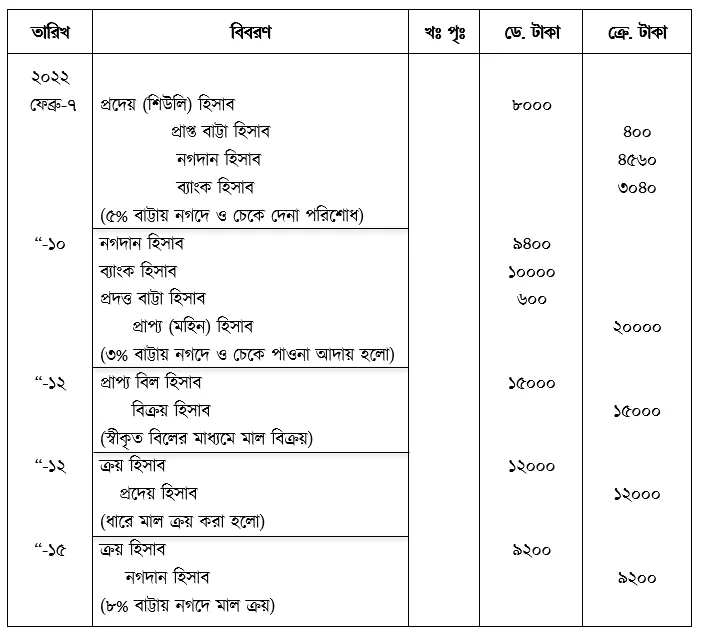 তারিখ বিবরণ খঃ পৃঃ ডে. টাকা ক্রে. টাকা
২০২২
ফেব্রু-৭ প্রদেয় (শিউলি) হিসাব ৮০০০
প্রাপ্ত বাট্টা হিসাব ৪০০
নগদান হিসাব ৪৫৬০
ব্যাংক হিসাব ৩০৪০
(৫% বাট্টায় নগদে ও চেকে দেনা পরিশোধ)
“-১০ নগদান হিসাব ৯৪০০
ব্যাংক হিসাব ১০০০০
প্রদত্ত বাট্টা হিসাব ৬০০
প্রাপ্য (মহিন) হিসাব ২০০০০
(৩% বাট্টায় নগদে ও চেকে পাওনা আদায় হলো)
“-১২ প্রাপ্য বিল হিসাব ১৫০০০
বিক্রয় হিসাব ১৫০০০
(স্বীকৃত বিলের মাধ্যমে মাল বিক্রয়)
“-১২ ক্রয় হিসাব ১২০০০
প্রদেয় হিসাব ১২০০০
(ধারে মাল ক্রয় করা হলো)
“-১৫ ক্রয় হিসাব ৯২০০
নগদান হিসাব ৯২০০
(৮% বাট্টায় নগদে মাল ক্রয়)